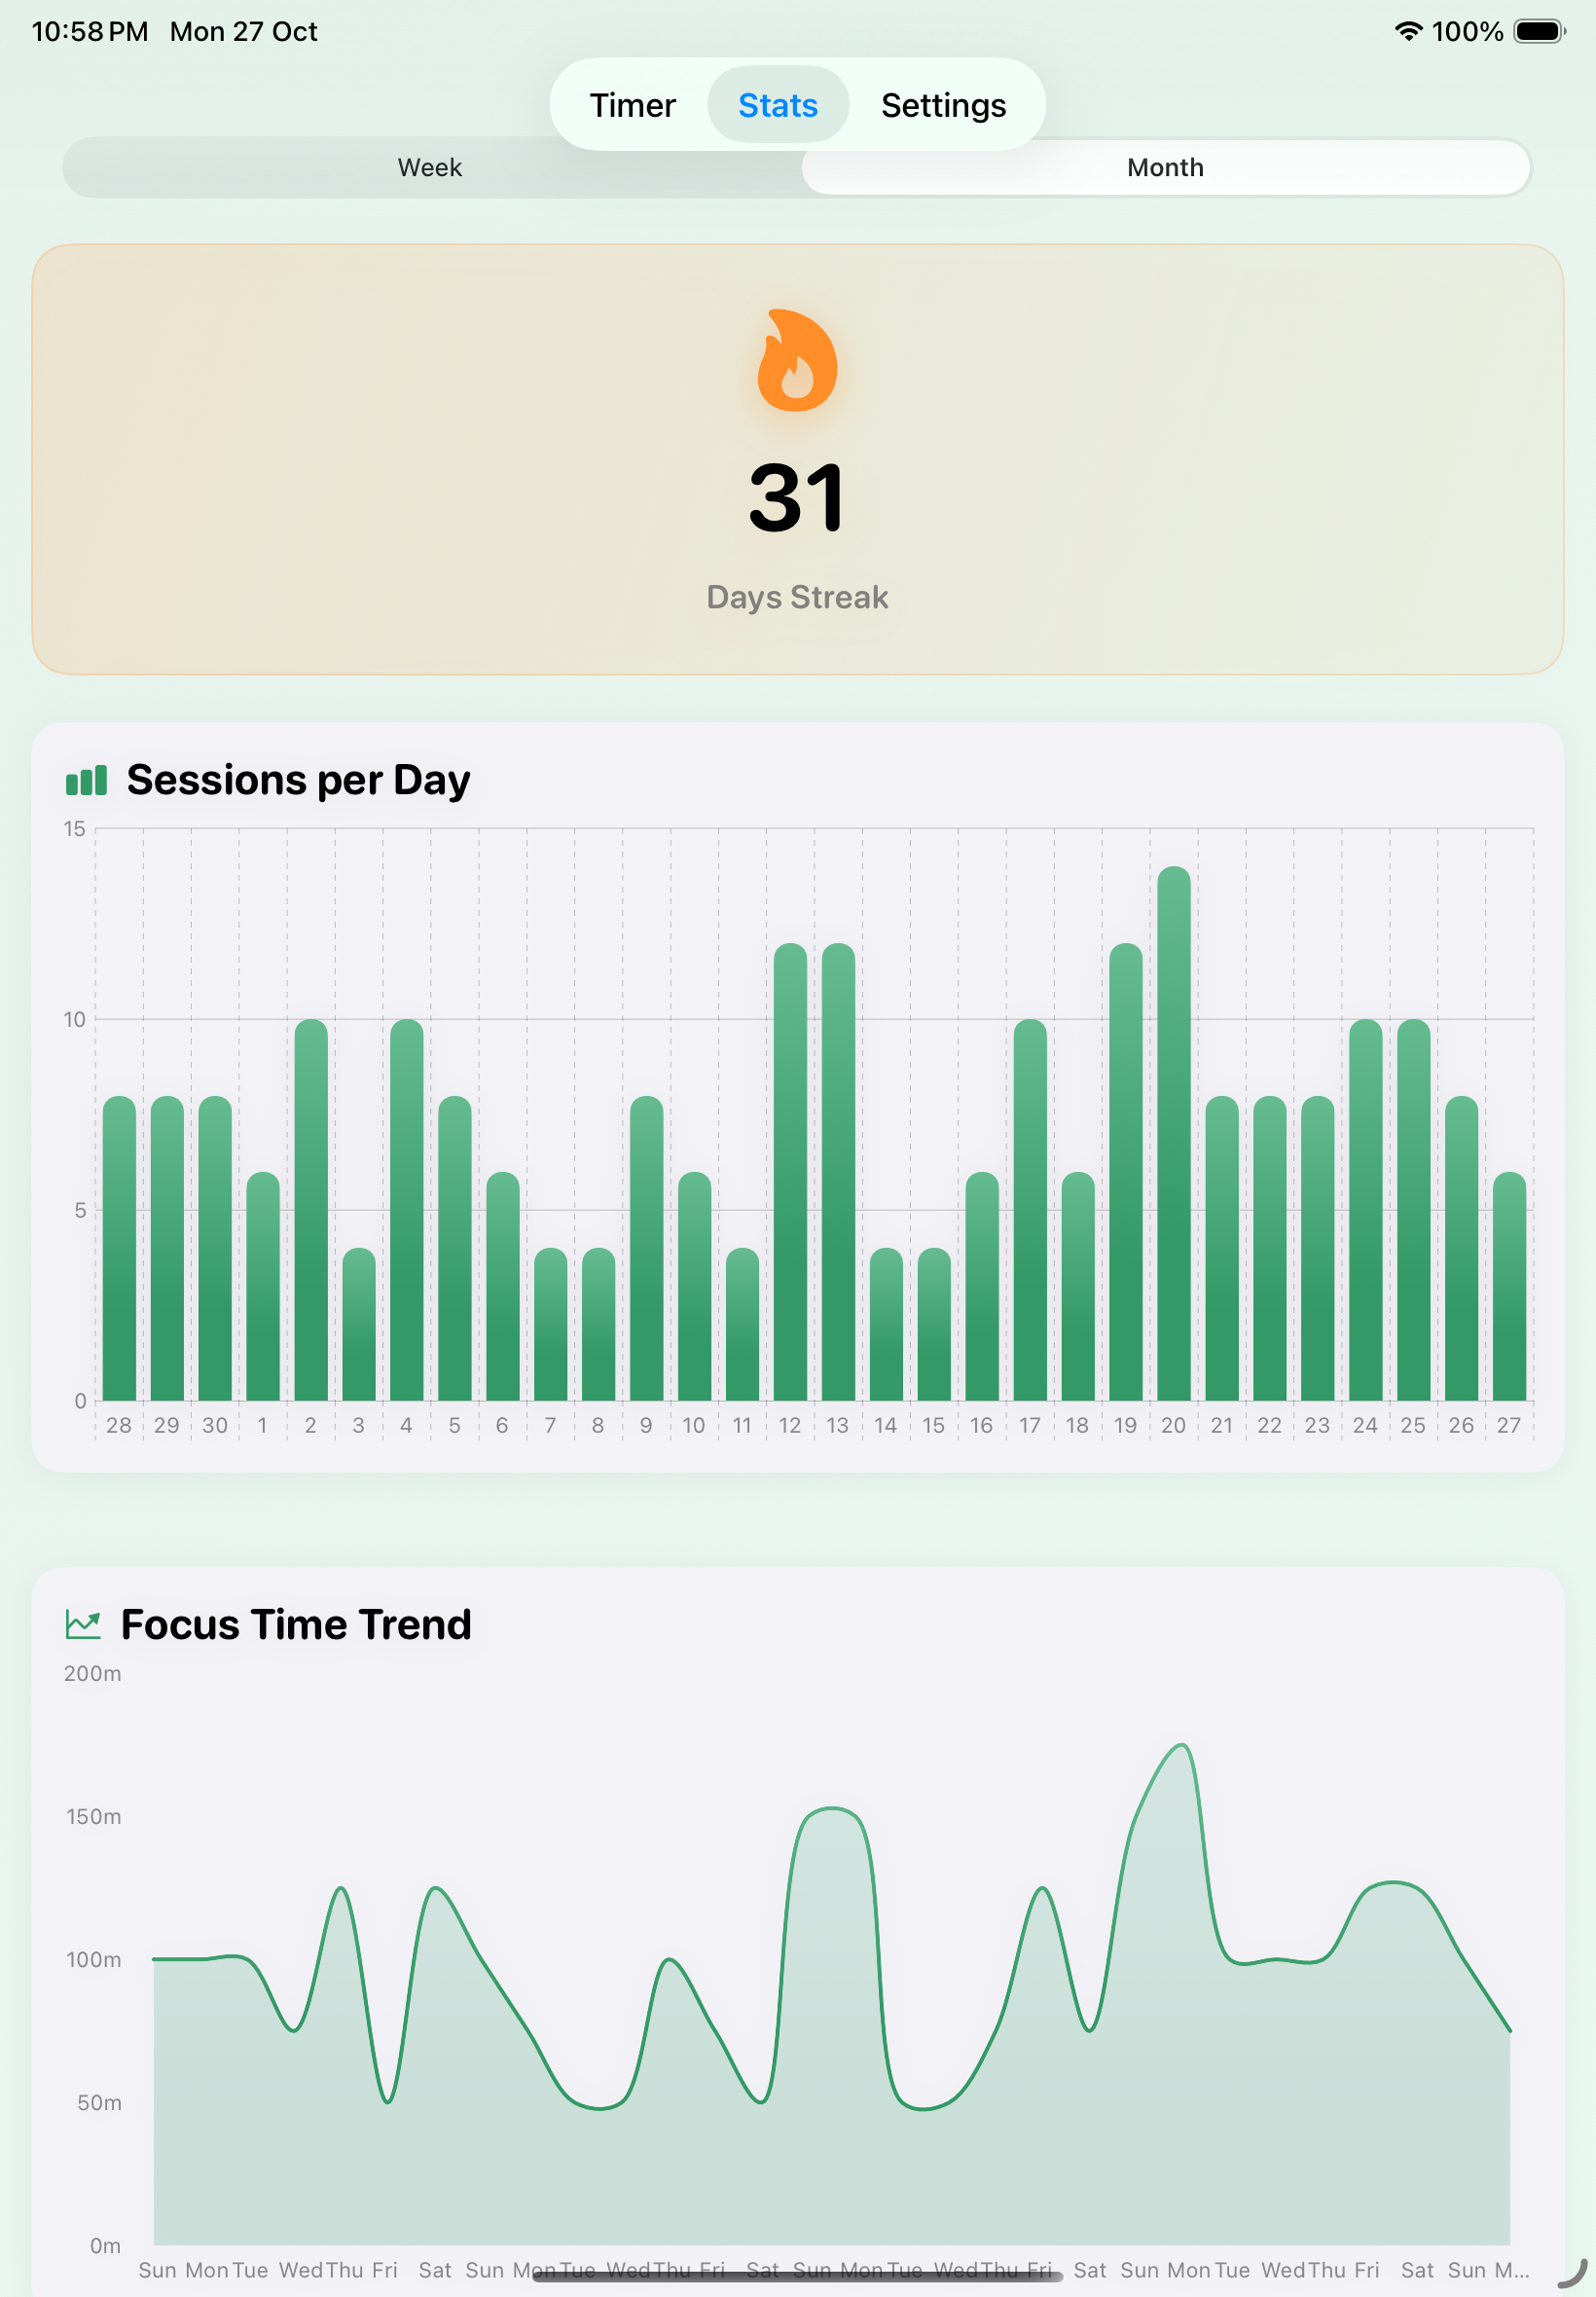 10:58 PM Mon 27 Oct 100%
Timer Stats Settings
Week Month
31
Days Streak
Sessions per Day
15
10
5
0
28 29 30 1 2 3 4 5 6 7 8 9 10 11 12 13 14 15 16 17 18 19 20 21 22 23 24 25 26 27
Focus Time Trend
200m
150m
100m
50m
0m
Sun Mon Tue Wed Thu Fri Sat Sun Mon Tue Wed Thu Fri Sat Sun Mon Tue Wed Thu Fri Sat Sun Mon Tue Wed Thu Fri Sat Sun M...